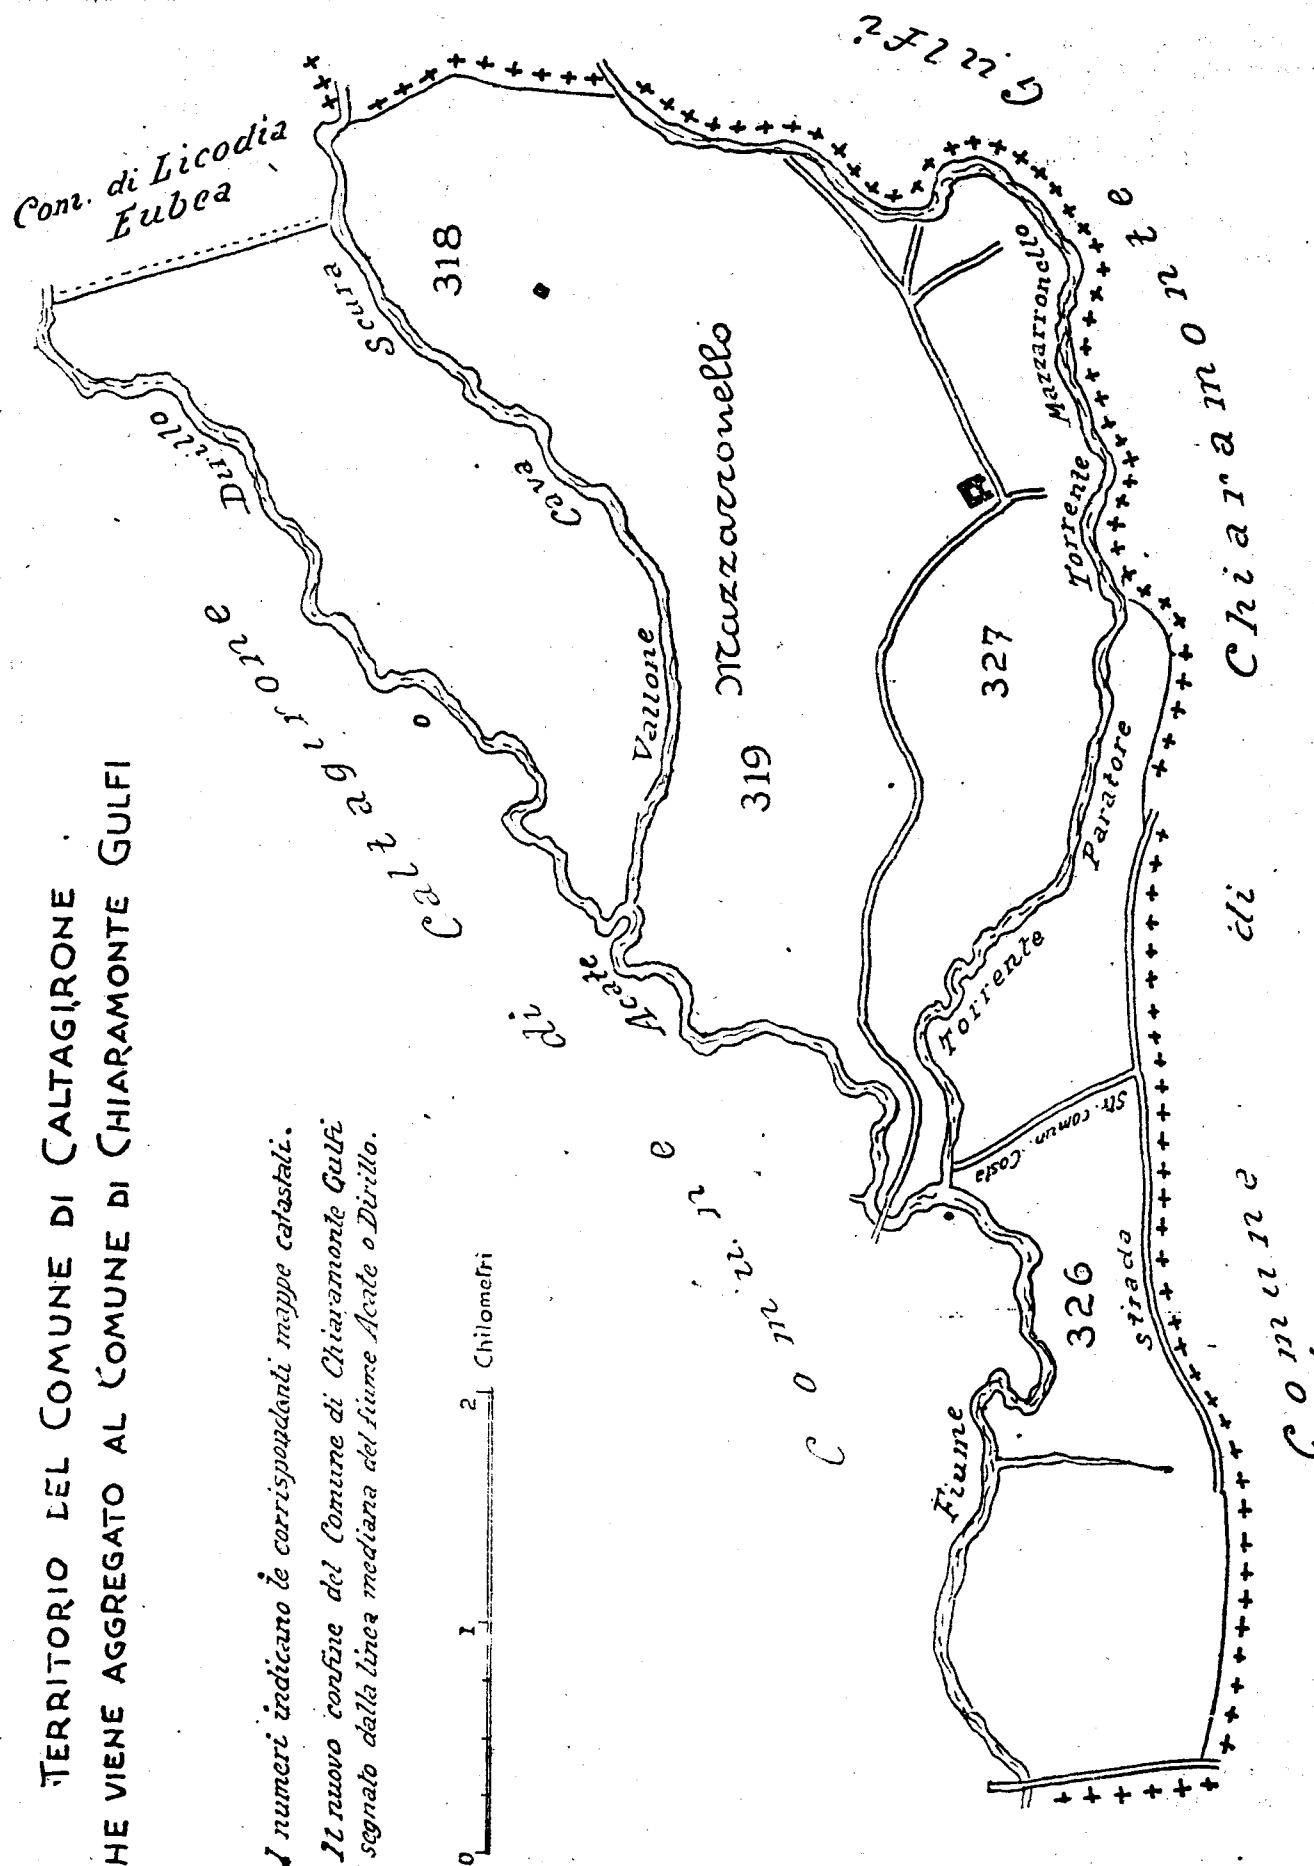 TERRITORIO DEL COMUNE DI CALTAGIRONE
HE VIENE AGGREGATO AL COMUNE DI CHIARAMONTE GULFI
I numeri indicano le corrispondenti mappe catastali.
Il nuovo confine del Comune di Chiaramonte Gulfi
segnato dalla linea mediana del fiume Acate o Dirillo.
0 1 2 Chilometri
Com. di Licodia
Eubea
Comune di Caltagirone
Fiume Acate o Dirillo
Vallone Cava Scura
318
Mazzarronello
319
327
326
Torrente Mazzarronello
Torrente Paratore
Str. comun. Costa
strada
Comune di Chiaramonte Gulfi